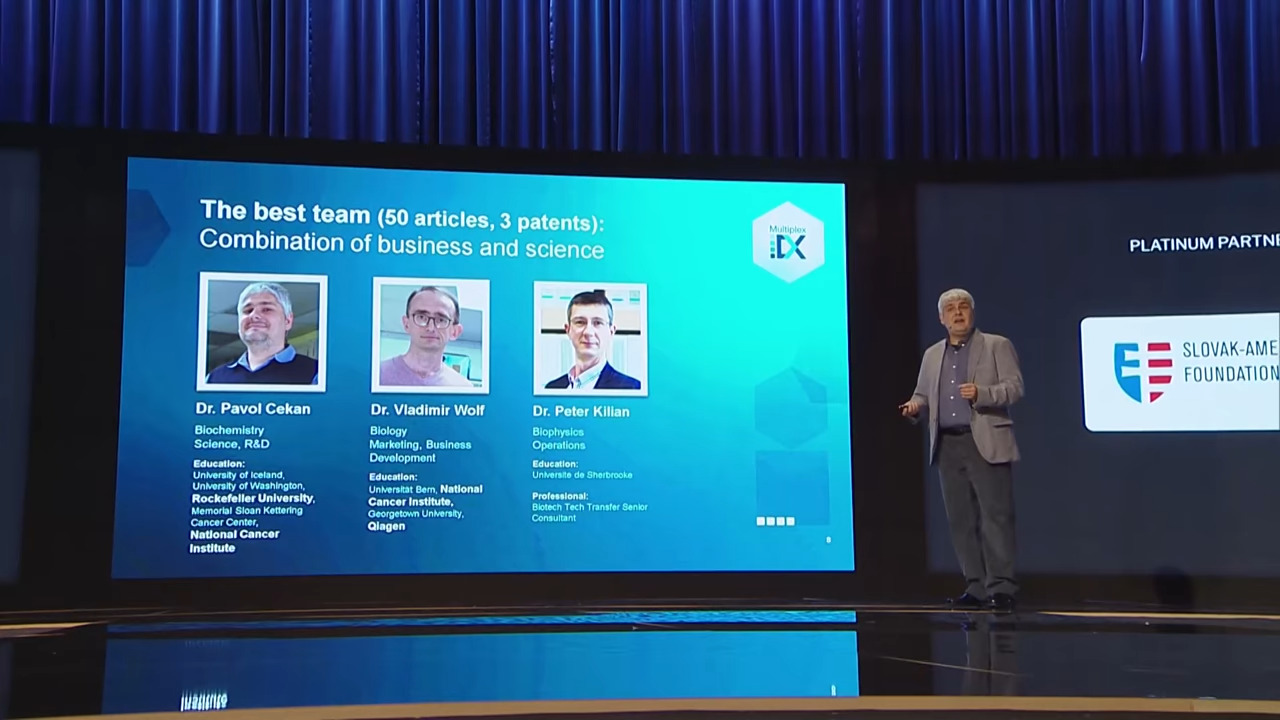 The best team (50 articles, 3 patents):
Combination of business and science
Multiplex
DX
Dr. Pavol Cekan
Biochemistry
Science, R&D
Education:
University of Iceland,
University of Washington,
Rockefeller University,
Memorial Sloan Kettering
Cancer Center,
National Cancer
Institute
Dr. Vladimir Wolf
Biology
Marketing, Business
Development
Education:
Universität Bern, National
Cancer Institute,
Georgetown University,
Qiagen
Dr. Peter Kilian
Biophysics
Operations
Education:
Universite de Sherbrooke
Professional:
Biotech Tech Transfer Senior
Consultant
PLATINUM PARTNE
SLOVAK-AME
FOUNDATION